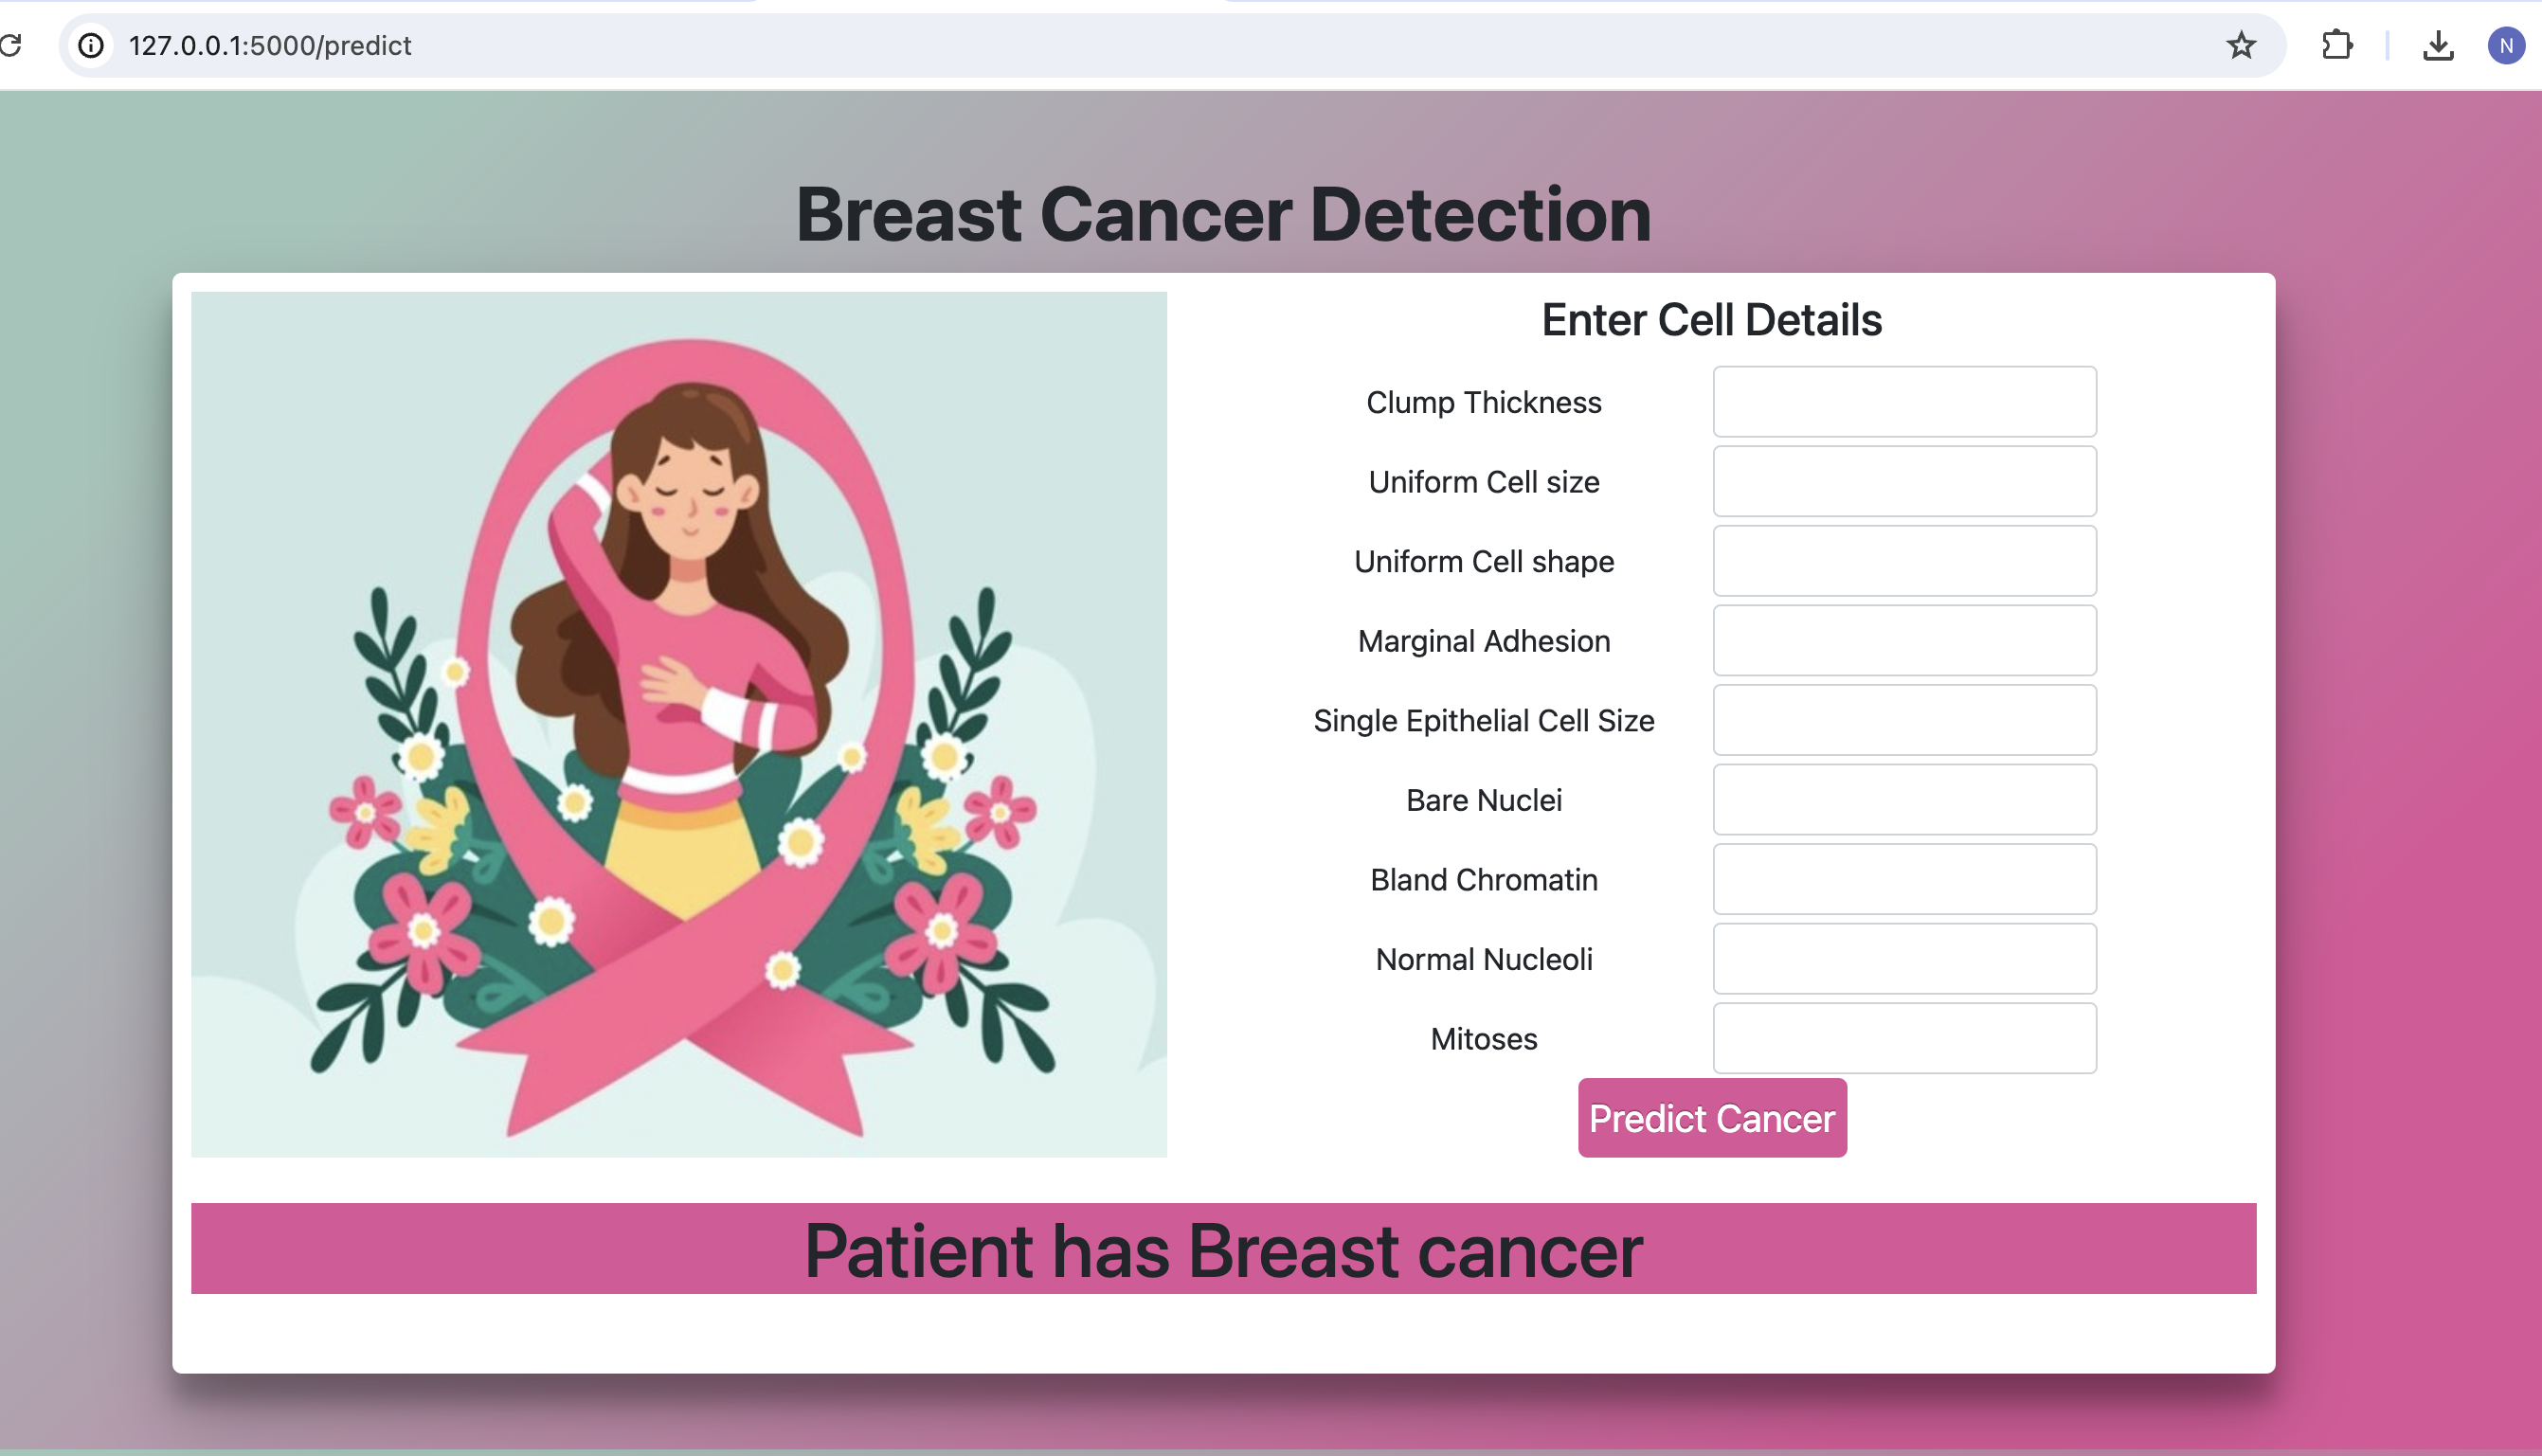 127.0.0.1:5000/predict
N
Breast Cancer Detection
Enter Cell Details
Clump Thickness
Uniform Cell size
Uniform Cell shape
Marginal Adhesion
Single Epithelial Cell Size
Bare Nuclei
Bland Chromatin
Normal Nucleoli
Mitoses
Predict Cancer
Patient has Breast cancer